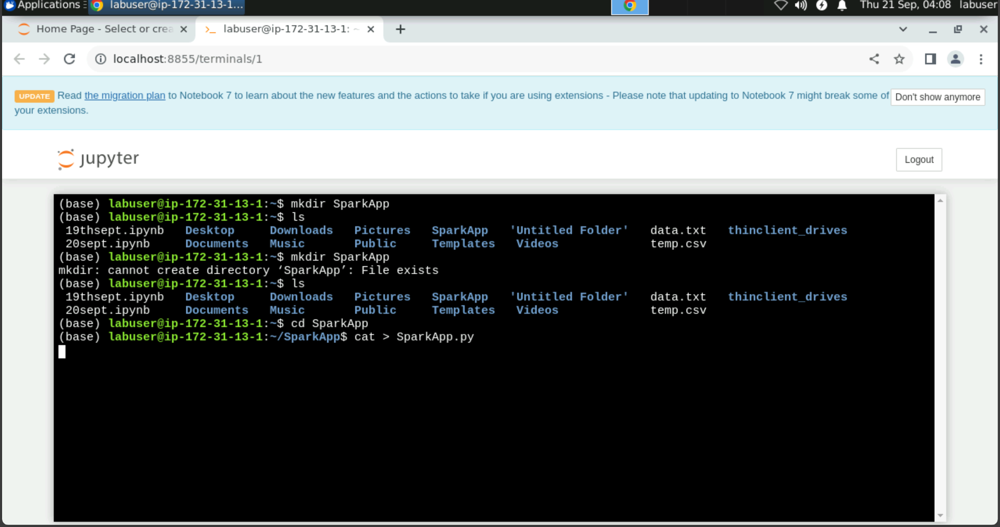 Applications
labuser@ip-172-31-13-1...
Thu 21 Sep, 04:08 labuser
Home Page - Select or crea
labuser@ip-172-31-13-1: ~
localhost:8855/terminals/1
UPDATE Read the migration plan to Notebook 7 to learn about the new features and the actions to take if you are using extensions - Please note that updating to Notebook 7 might break some of
your extensions.
Don't show anymore
jupyter
Logout
(base) labuser@ip-172-31-13-1:~$ mkdir SparkApp
(base) labuser@ip-172-31-13-1:~$ ls
19thsept.ipynb Desktop Downloads Pictures SparkApp 'Untitled Folder' data.txt thinclient_drives
20sept.ipynb Documents Music Public Templates Videos temp.csv
(base) labuser@ip-172-31-13-1:~$ mkdir SparkApp
mkdir: cannot create directory ‘SparkApp’: File exists
(base) labuser@ip-172-31-13-1:~$ ls
19thsept.ipynb Desktop Downloads Pictures SparkApp 'Untitled Folder' data.txt thinclient_drives
20sept.ipynb Documents Music Public Templates Videos temp.csv
(base) labuser@ip-172-31-13-1:~$ cd SparkApp
(base) labuser@ip-172-31-13-1:~/SparkApp$ cat > SparkApp.py